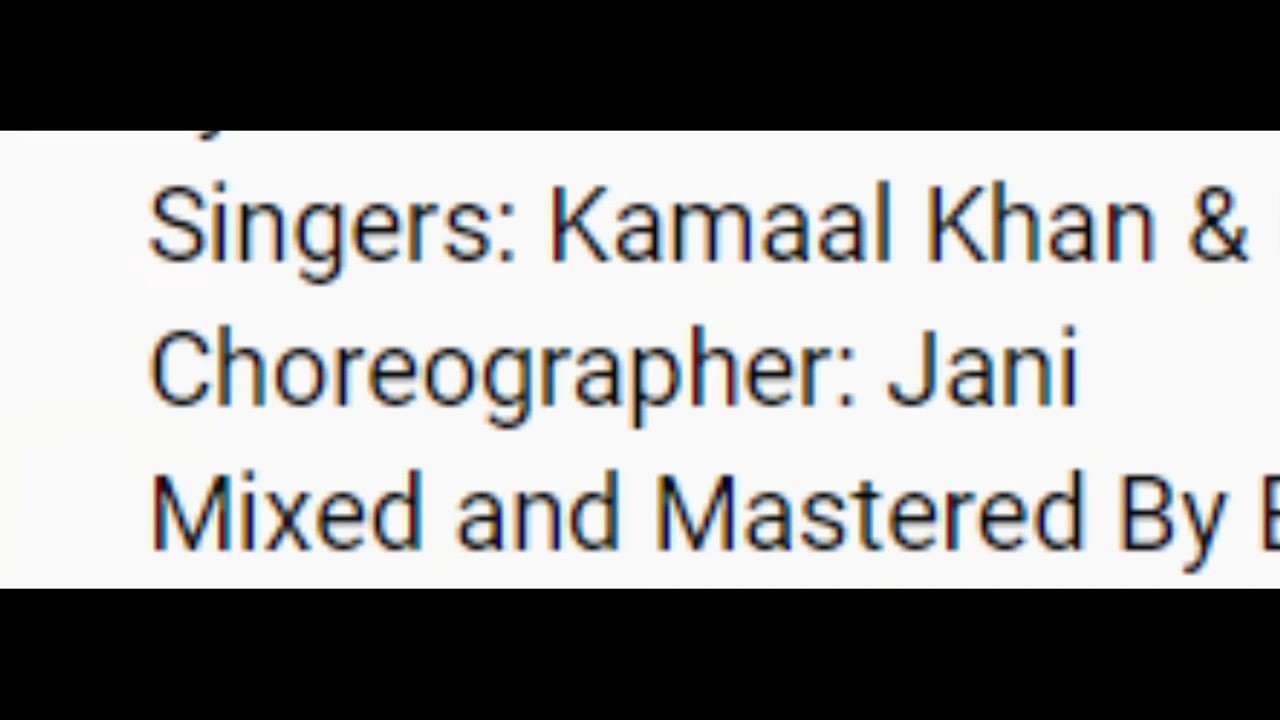 Singers: Kamaal Khan &
Choreographer: Jani
Mixed and Mastered By